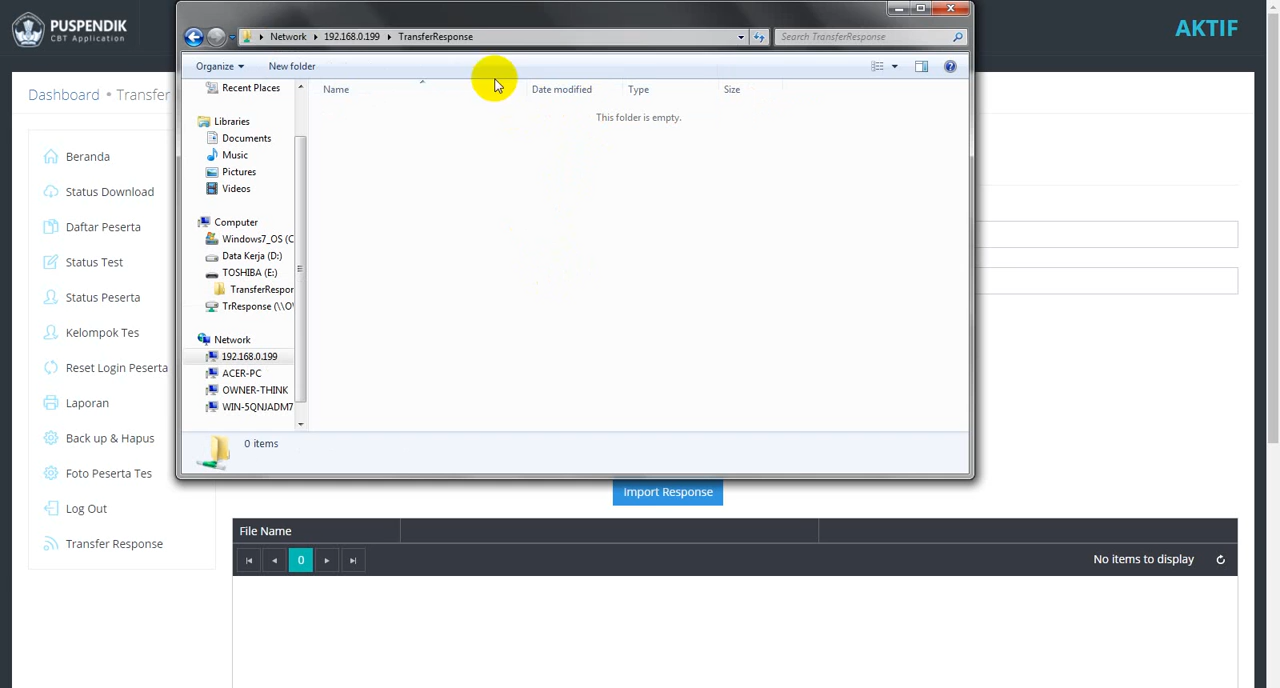 PUSPENDIK
CBT Application
AKTIF
Network
192.168.0.199
TransferResponse
Search TransferResponse
Organize
New folder
Name
Date modified
Type
Size
This folder is empty.
Recent Places
Libraries
Documents
Music
Pictures
Videos
Computer
Windows7_OS (C
Data Kerja (D:)
TOSHIBA (E:)
TransferRespor
TrResponse (\\O
Network
192.168.0.199
ACER-PC
OWNER-THINK
WIN-5QNJADM7
0 items
Dashboard • Transfer
Beranda
Status Download
Daftar Peserta
Status Test
Status Peserta
Kelompok Tes
Reset Login Peserta
Laporan
Back up & Hapus
Foto Peserta Tes
Log Out
Transfer Response
Import Response
File Name
0
No items to display